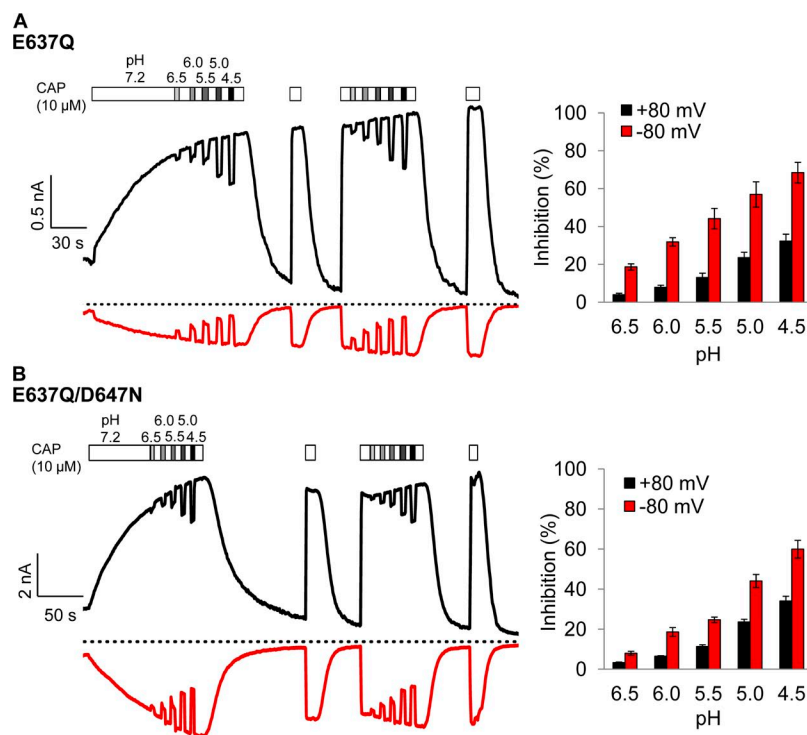 A
E637Q
pH
7.2
6.0 5.0
6.5 5.5 4.5
CAP
(10 µM)
0.5 nA
30 s
+80 mV
-80 mV
Inhibition (%)
100
80
60
40
20
0
6.5 6.0 5.5 5.0 4.5
pH
B
E637Q/D647N
pH
7.2
6.0 5.0
6.5 5.5 4.5
CAP
(10 µM)
2 nA
50 s
+80 mV
-80 mV
Inhibition (%)
100
80
60
40
20
0
6.5 6.0 5.5 5.0 4.5
pH